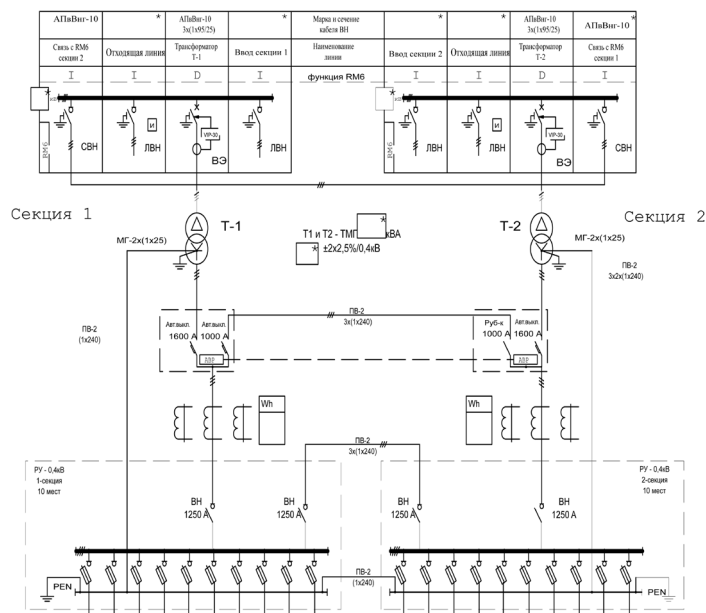 АПвВнг-10
*
АПвВнг-10
3х(1х95/25)
*
Марка и сечение
кабеля ВН
*
*
АПвВнг-10
3х(1х95/25)
АПвВнг-10
*
Связь с RM6
секции 2
Отходящая линия
Трансформатор
Т-1
Ввод секции 1
Наименование
линии
Ввод секции 2
Отходящая линия
Трансформатор
Т-2
Связь с RM6
секции 1
I
I
D
I
функция RM6
I
I
D
I
*
*
И
И
VIP-30
VIP-30
RM6
СВН
ЛВН
ВЭ
ЛВН
RM6
ЛВН
ЛВН
ВЭ
СВН
Секция 1
Секция 2
Т-1
Т-2
МГ-2х(1х25)
МГ-2х(1х25)
Т1 и Т2 - ТМГ
*
кВА
*
±2х2,5%/0,4кВ
ПВ-2
3х2х(1х240)
ПВ-2
(1х240)
ПВ-2
3х(1х240)
Авт.выкл.
1600 А
Авт.выкл.
1000 А
Руб-к
1000 А
Авт.выкл.
1600 А
АВР
АВР
Wh
Wh
ПВ-2
3х(1х240)
РУ - 0,4кВ
1-секция
10 мест
РУ - 0,4кВ
2-секция
10 мест
ВН
1250 А
ВН
1250 А
ВН
1250 А
ВН
1250 А
PEN
ПВ-2
(1х240)
PEN